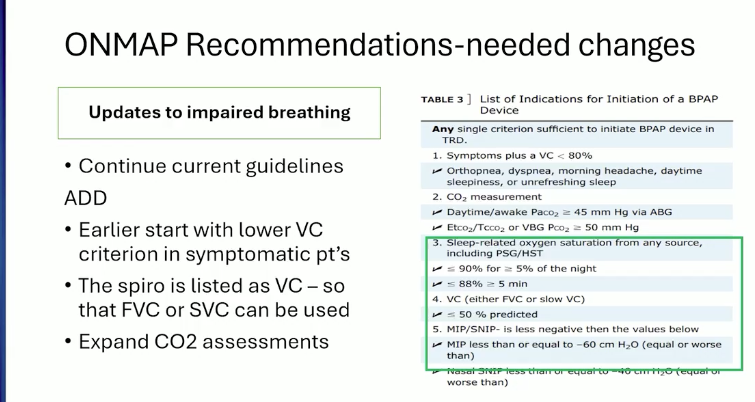 ONMAP Recommendations-needed changes
Updates to impaired breathing
• Continue current guidelines
ADD
• Earlier start with lower VC
criterion in symptomatic pt's
• The spiro is listed as VC – so
that FVC or SVC can be used
• Expand CO2 assessments
TABLE 3 ] List of Indications for Initiation of a BPAP
Device
Any single criterion sufficient to initiate BPAP device in
TRD.
1. Symptoms plus a VC < 80%
✓ Orthopnea, dyspnea, morning headache, daytime
sleepiness, or unrefreshing sleep
2. CO₂ measurement
✓ Daytime/awake PaCO₂ ≥ 45 mm Hg via ABG
✓ EtCO₂/TcCO₂ or VBG PCO₂ ≥ 50 mm Hg
3. Sleep-related oxygen saturation from any source,
including PSG/HST
✓ ≤ 90% for ≥ 5% of the night
✓ ≤ 88% ≥ 5 min
4. VC (either FVC or slow VC)
✓ ≤ 50 % predicted
5. MIP/SNIP- is less negative then the values below
✓ MIP less than or equal to −60 cm H₂O (equal or worse
than)
✓ Nasal SNIP less than or equal to −40 cm H₂O (equal or
worse than)